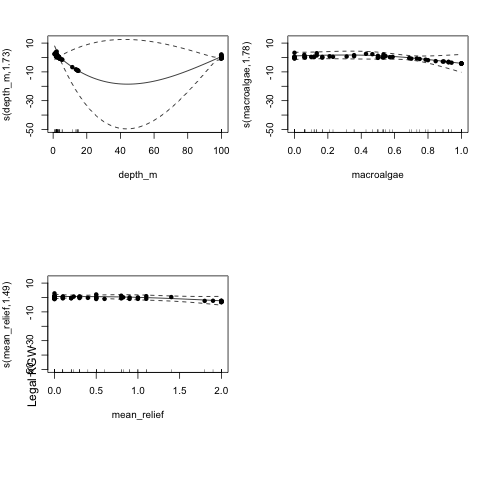 s(depth_m,1.73)
10
-10
-30
-50
0 20 40 60 80 100
depth_m
s(macroalgae,1.78)
10
-10
-30
-50
0.0 0.2 0.4 0.6 0.8 1.0
macroalgae
s(mean_relief,1.49)
10
-10
-30
0.0 0.5 1.0 1.5 2.0
mean_relief
Legal KGW